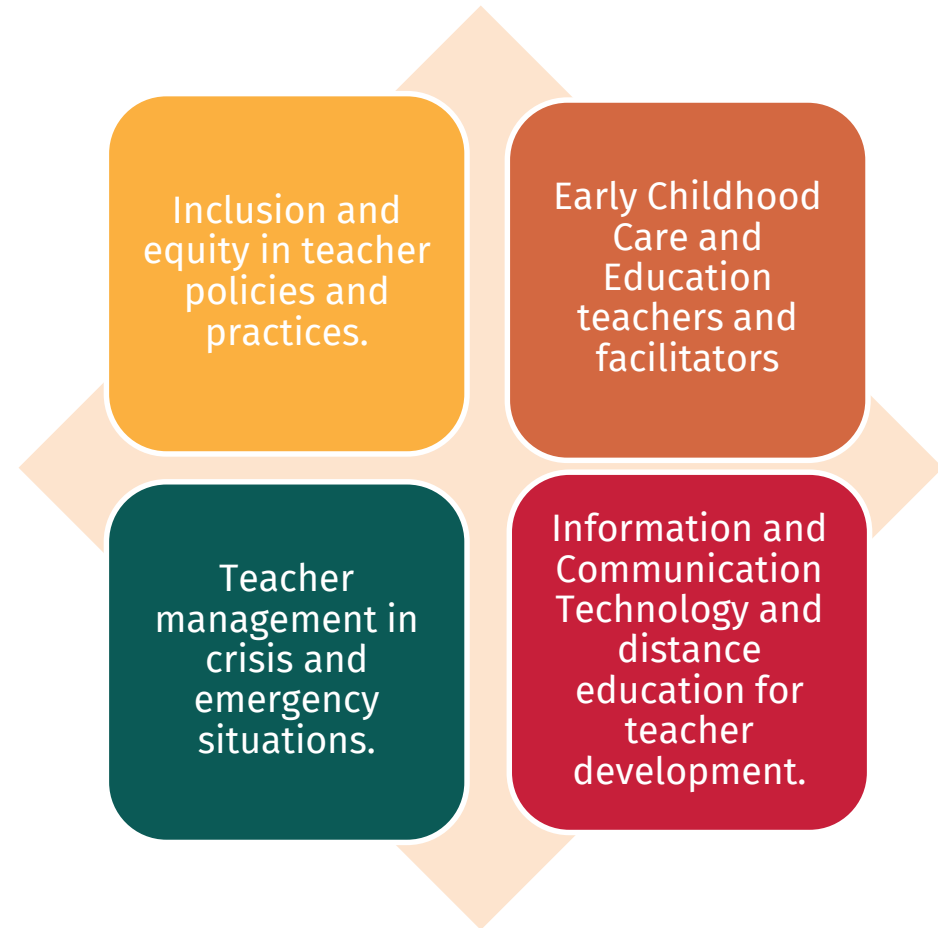 Inclusion and
equity in teacher
policies and
practices.
Early Childhood
Care and
Education
teachers and
facilitators
Teacher
management in
crisis and
emergency
situations.
Information and
Communication
Technology and
distance
education for
teacher
development.